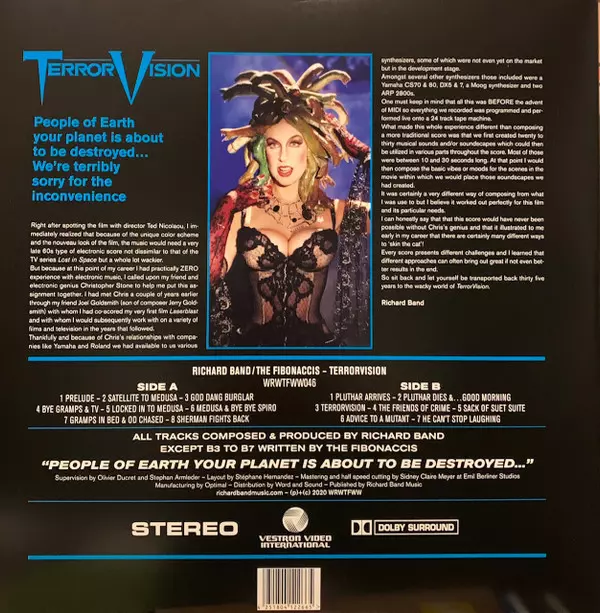 TERRORVISION
People of Earth
your planet is about
to be destroyed...
We're terribly
sorry for the
inconvenience
Right after spotting the film with director Ted Nicolaou, I im-
mediately realized that because of the unique color scheme
and the nouveau look of the film, the music would need a very
late 60s type of electronic score not dissimilar to that of the
TV series Lost in Space but a whole lot wackier.
But because at this point of my career I had practically ZERO
experience with electronic music, I called upon my friend and
electronic genius Christopher Stone to help me put this as-
signment together. I had met Chris a couple of years earlier
through my friend Joel Goldsmith (son of composer Jerry Gold-
smith) with whom I had co-scored my very first film Laserblast
and with whom I would subsequently work with on a variety of
films and television in the years that followed.
Thankfully and because of Chris's relationships with compa-
nies like Yamaha and Roland we had available to us various
synthesizers, some of which were not even yet on the market
but in the development stage.
Amongst several other synthesizers those included were a
Yamaha CS70 & 80, DX5 & 7, a Moog synthesizer and two
ARP 2600s.
One must keep in mind that all this was BEFORE the advent
of MIDI so everything we recorded was programmed and per-
formed live onto a 24 track tape machine.
What made this whole experience different than composing
a more traditional score was that we first created twenty to
thirty musical sounds and/or soundscapes which could then
be utilized in various parts throughout the score. Most of those
were between 10 and 30 seconds long. At that point I would
then compose the basic vibes or moods for the scenes in the
movie within which we would place those soundscapes we
had created.
It was certainly a very different way of composing from what
I was use to but I believe it worked out perfectly for this film
and its particular needs.
I can honestly say that this score would have never been
possible without Chris's genius and that it illustrated to me
early in my career that there are certainly many different ways
to 'skin the cat'!
Every score presents different challenges and I learned that
different approaches can often bring out great if not even bet-
ter results in the end.
So sit back and let yourself be transported back thirty five
years to the wacky world of TerrorVision.
Richard Band
RICHARD BAND/THE FIBONACCIS - TERRORVISION
WRWTFWW046
SIDE A
1 PRELUDE - 2 SATELLITE TO MEDUSA - 3 GOD DANG BURGLAR
4 BYE GRAMPS & TV - 5 LOCKED IN TO MEDUSA - 6 MEDUSA & BYE BYE SPIRO
7 GRAMPS IN BED & OD CHASED - 8 SHERMAN FIGHTS BACK
SIDE B
1 PLUTHAR ARRIVES - 2 PLUTHAR DIES &...GOOD MORNING
3 TERRORVISION - 4 THE FRIENDS OF CRIME - 5 SACK OF SUET SUITE
6 ADVICE TO A MUTANT - 7 HE CAN'T STOP LAUGHING
ALL TRACKS COMPOSED & PRODUCED BY RICHARD BAND
EXCEPT B3 TO B7 WRITTEN BY THE FIBONACCIS
"PEOPLE OF EARTH YOUR PLANET IS ABOUT TO BE DESTROYED..."
Supervision by Olivier Ducret and Stephan Armleder - Layout by Stéphane Hernandez - Mastering and half speed cutting by Sidney Claire Meyer at Emil Berliner Studios
Manufacturing by Optimal - Distribution by Word and Sound - Published by Richard Band Music
richardbandmusic.com - (p)+(c) 2020 WRWTFWW
STEREO
VESTRON VIDEO
INTERNATIONAL
DOLBY SURROUND